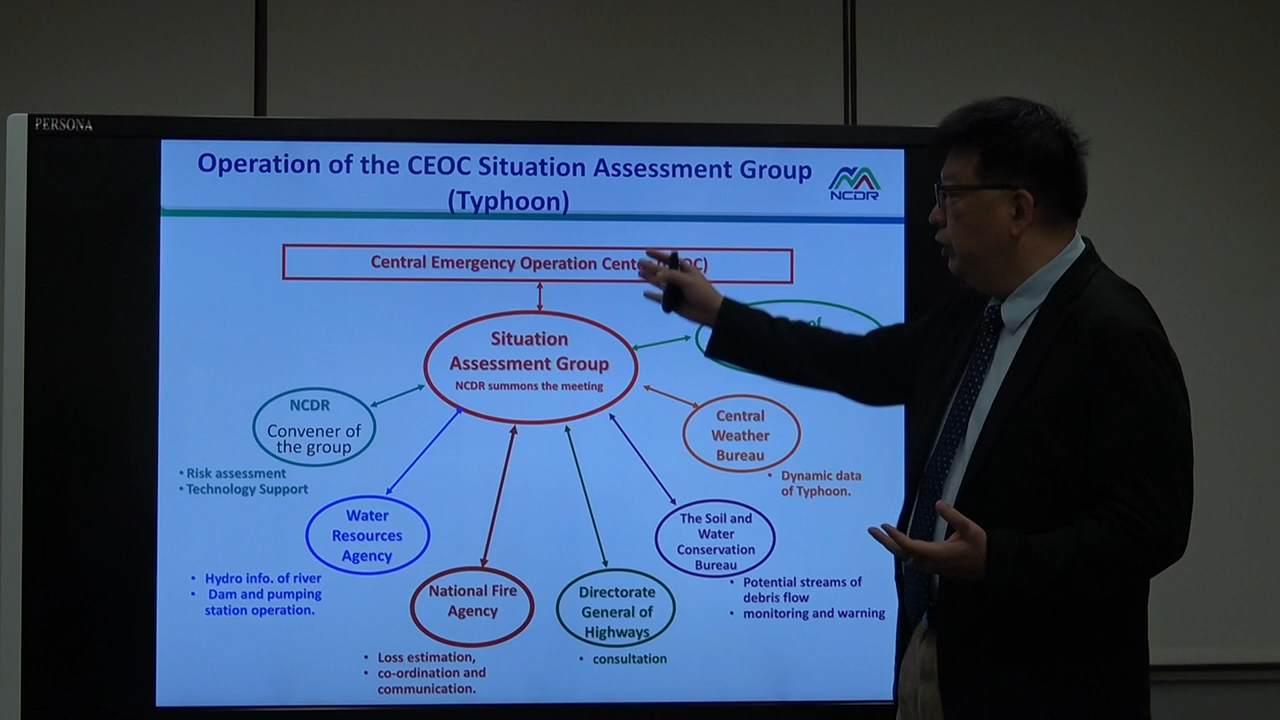 PERSONA
Operation of the CEOC Situation Assessment Group
(Typhoon)
NCDR
Central Emergency Operation
Situation
Assessment Group
NCDR summons the meeting
of
NCDR
Convener of
the group
• Risk assessment
• Technology Support
Central
Weather
Bureau
• Dynamic data
of Typhoon.
Water
Resources
Agency
• Hydro info. of river
• Dam and pumping
station operation.
The Soil and
Water
Conservation
Bureau
• Potential streams of
debris flow
• monitoring and warning
National Fire
Agency
• Loss estimation,
• co-ordination and
communication.
Directorate
General of
Highways
• consultation